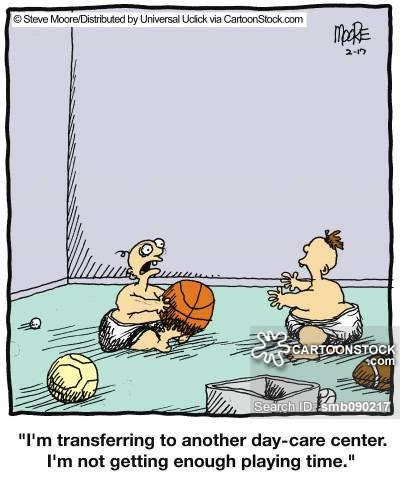 © Steve Moore/Distributed by Universal Uclick via CartoonStock.com
MOORE
2-17
CARTOONSTOCK
.com
Search ID: smb090217
"I'm transferring to another day-care center.
I'm not getting enough playing time."